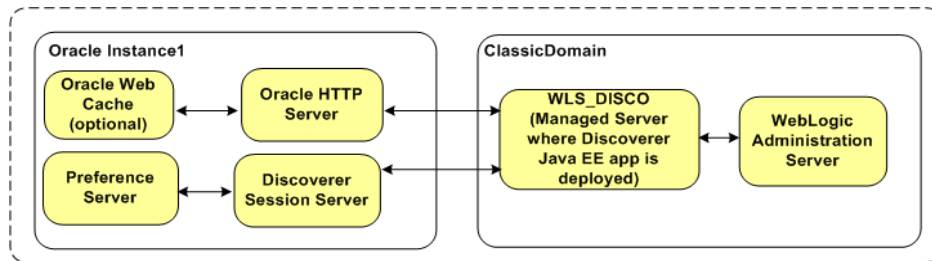 Oracle Instance1
Oracle Web
Cache
(optional)
Oracle HTTP
Server
Preference
Server
Discoverer
Session Server
ClassicDomain
WLS_DISCO
(Managed Server
where Discoverer
Java EE app is
deployed)
WebLogic
Administration
Server